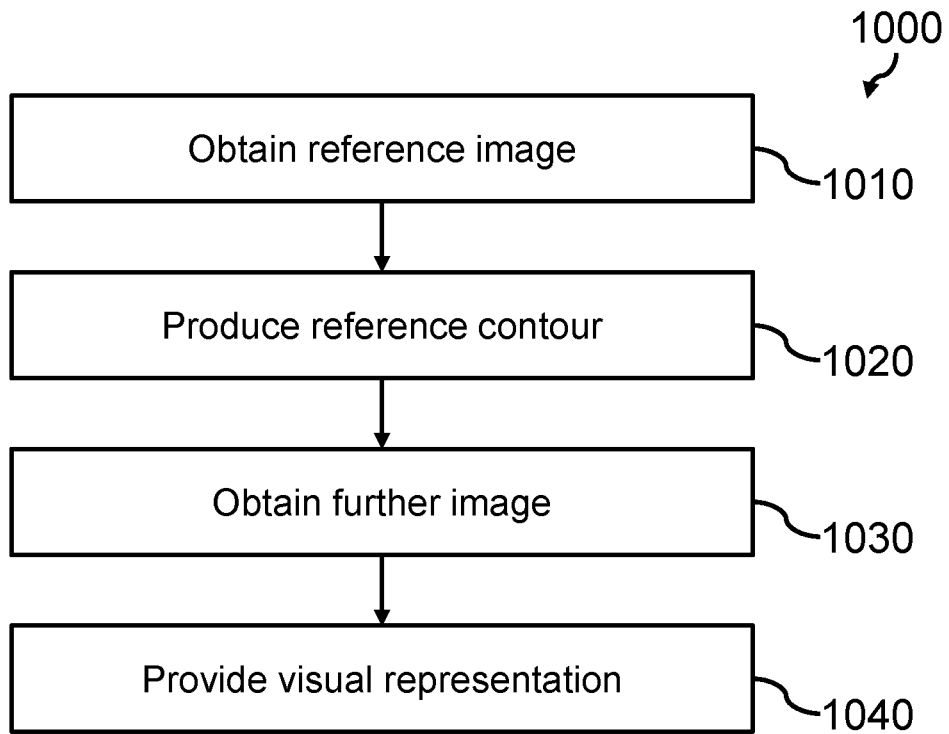 1000
Obtain reference image
1010
Produce reference contour
1020
Obtain further image
1030
Provide visual representation
1040